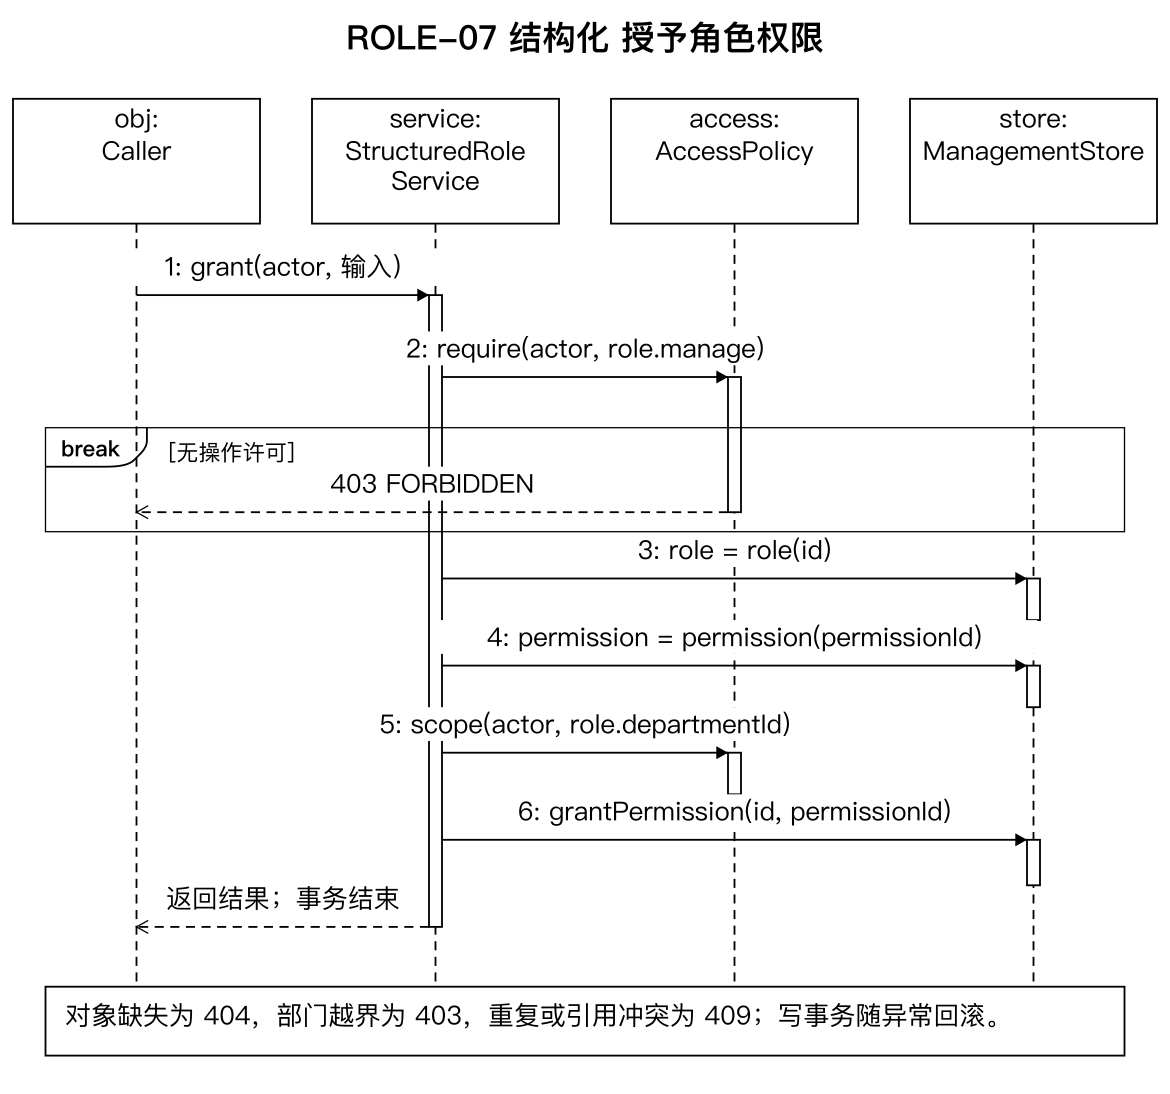 ROLE-07 结构化 授予角色权限
obj:
Caller
service:
StructuredRole
Service
access:
AccessPolicy
store:
ManagementStore
1: grant(actor, 输入)
2: require(actor, role.manage)
break
[无操作许可]
403 FORBIDDEN
3: role = role(id)
4: permission = permission(permissionId)
5: scope(actor, role.departmentId)
6: grantPermission(id, permissionId)
返回结果；事务结束
对象缺失为 404，部门越界为 403，重复或引用冲突为 409；写事务随异常回滚。